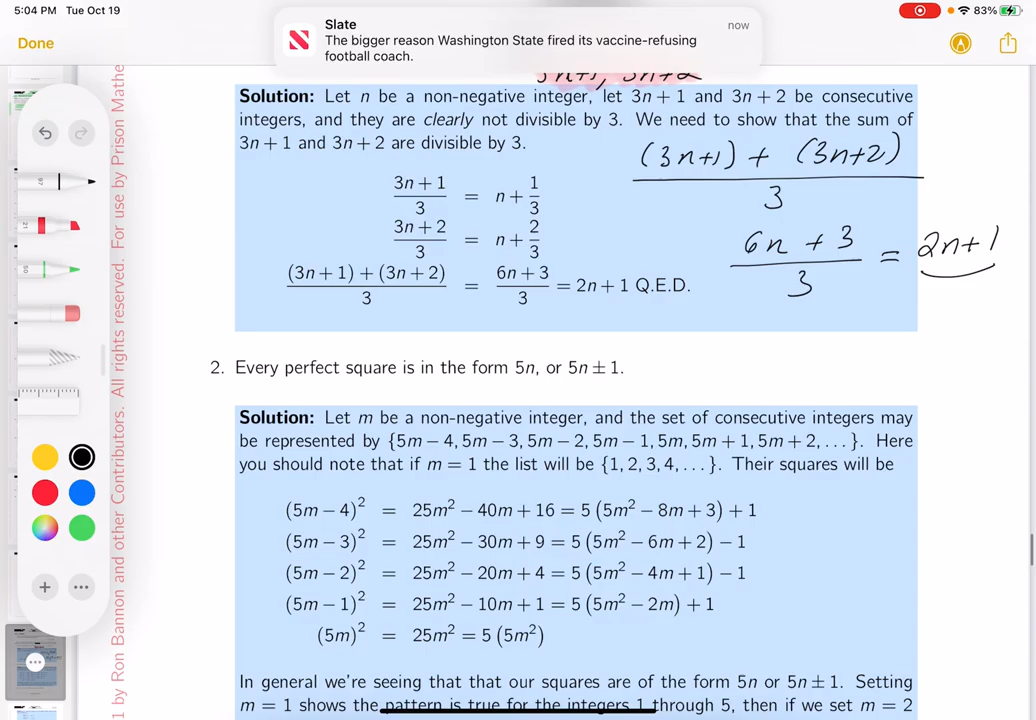 5:04 PM Tue Oct 19
83%
Slate
now
The bigger reason Washington State fired its vaccine-refusing
football coach.
Done
3n+1, 3n+2
Solution: Let n be a non-negative integer, let 3n + 1 and 3n + 2 be consecutive
integers, and they are clearly not divisible by 3. We need to show that the sum of
3n + 1 and 3n + 2 are divisible by 3.
(3n+1) + (3n+2)
3
3n + 1
3
= n + 1/3
3n + 2
3
= n + 2/3
6n + 3
3
= 2n+1
(3n + 1) + (3n + 2)
3
= 6n + 3
3
= 2n + 1 Q.E.D.
2. Every perfect square is in the form 5n, or 5n ± 1.
Solution: Let m be a non-negative integer, and the set of consecutive integers may
be represented by {5m − 4, 5m − 3, 5m − 2, 5m − 1, 5m, 5m + 1, 5m + 2, . . . }. Here
you should note that if m = 1 the list will be {1, 2, 3, 4, . . . }. Their squares will be
(5m − 4)² = 25m² − 40m + 16 = 5 (5m² − 8m + 3) + 1
(5m − 3)² = 25m² − 30m + 9 = 5 (5m² − 6m + 2) − 1
(5m − 2)² = 25m² − 20m + 4 = 5 (5m² − 4m + 1) − 1
(5m − 1)² = 25m² − 10m + 1 = 5 (5m² − 2m) + 1
(5m)² = 25m² = 5 (5m²)
In general we're seeing that that our squares are of the form 5n or 5n ± 1. Setting
m = 1 shows the pattern is true for the integers 1 through 5, then if we set m = 2
97
21
50
1 by Ron Bannon and other Contributors. All rights reserved. For use by Prison Mathe